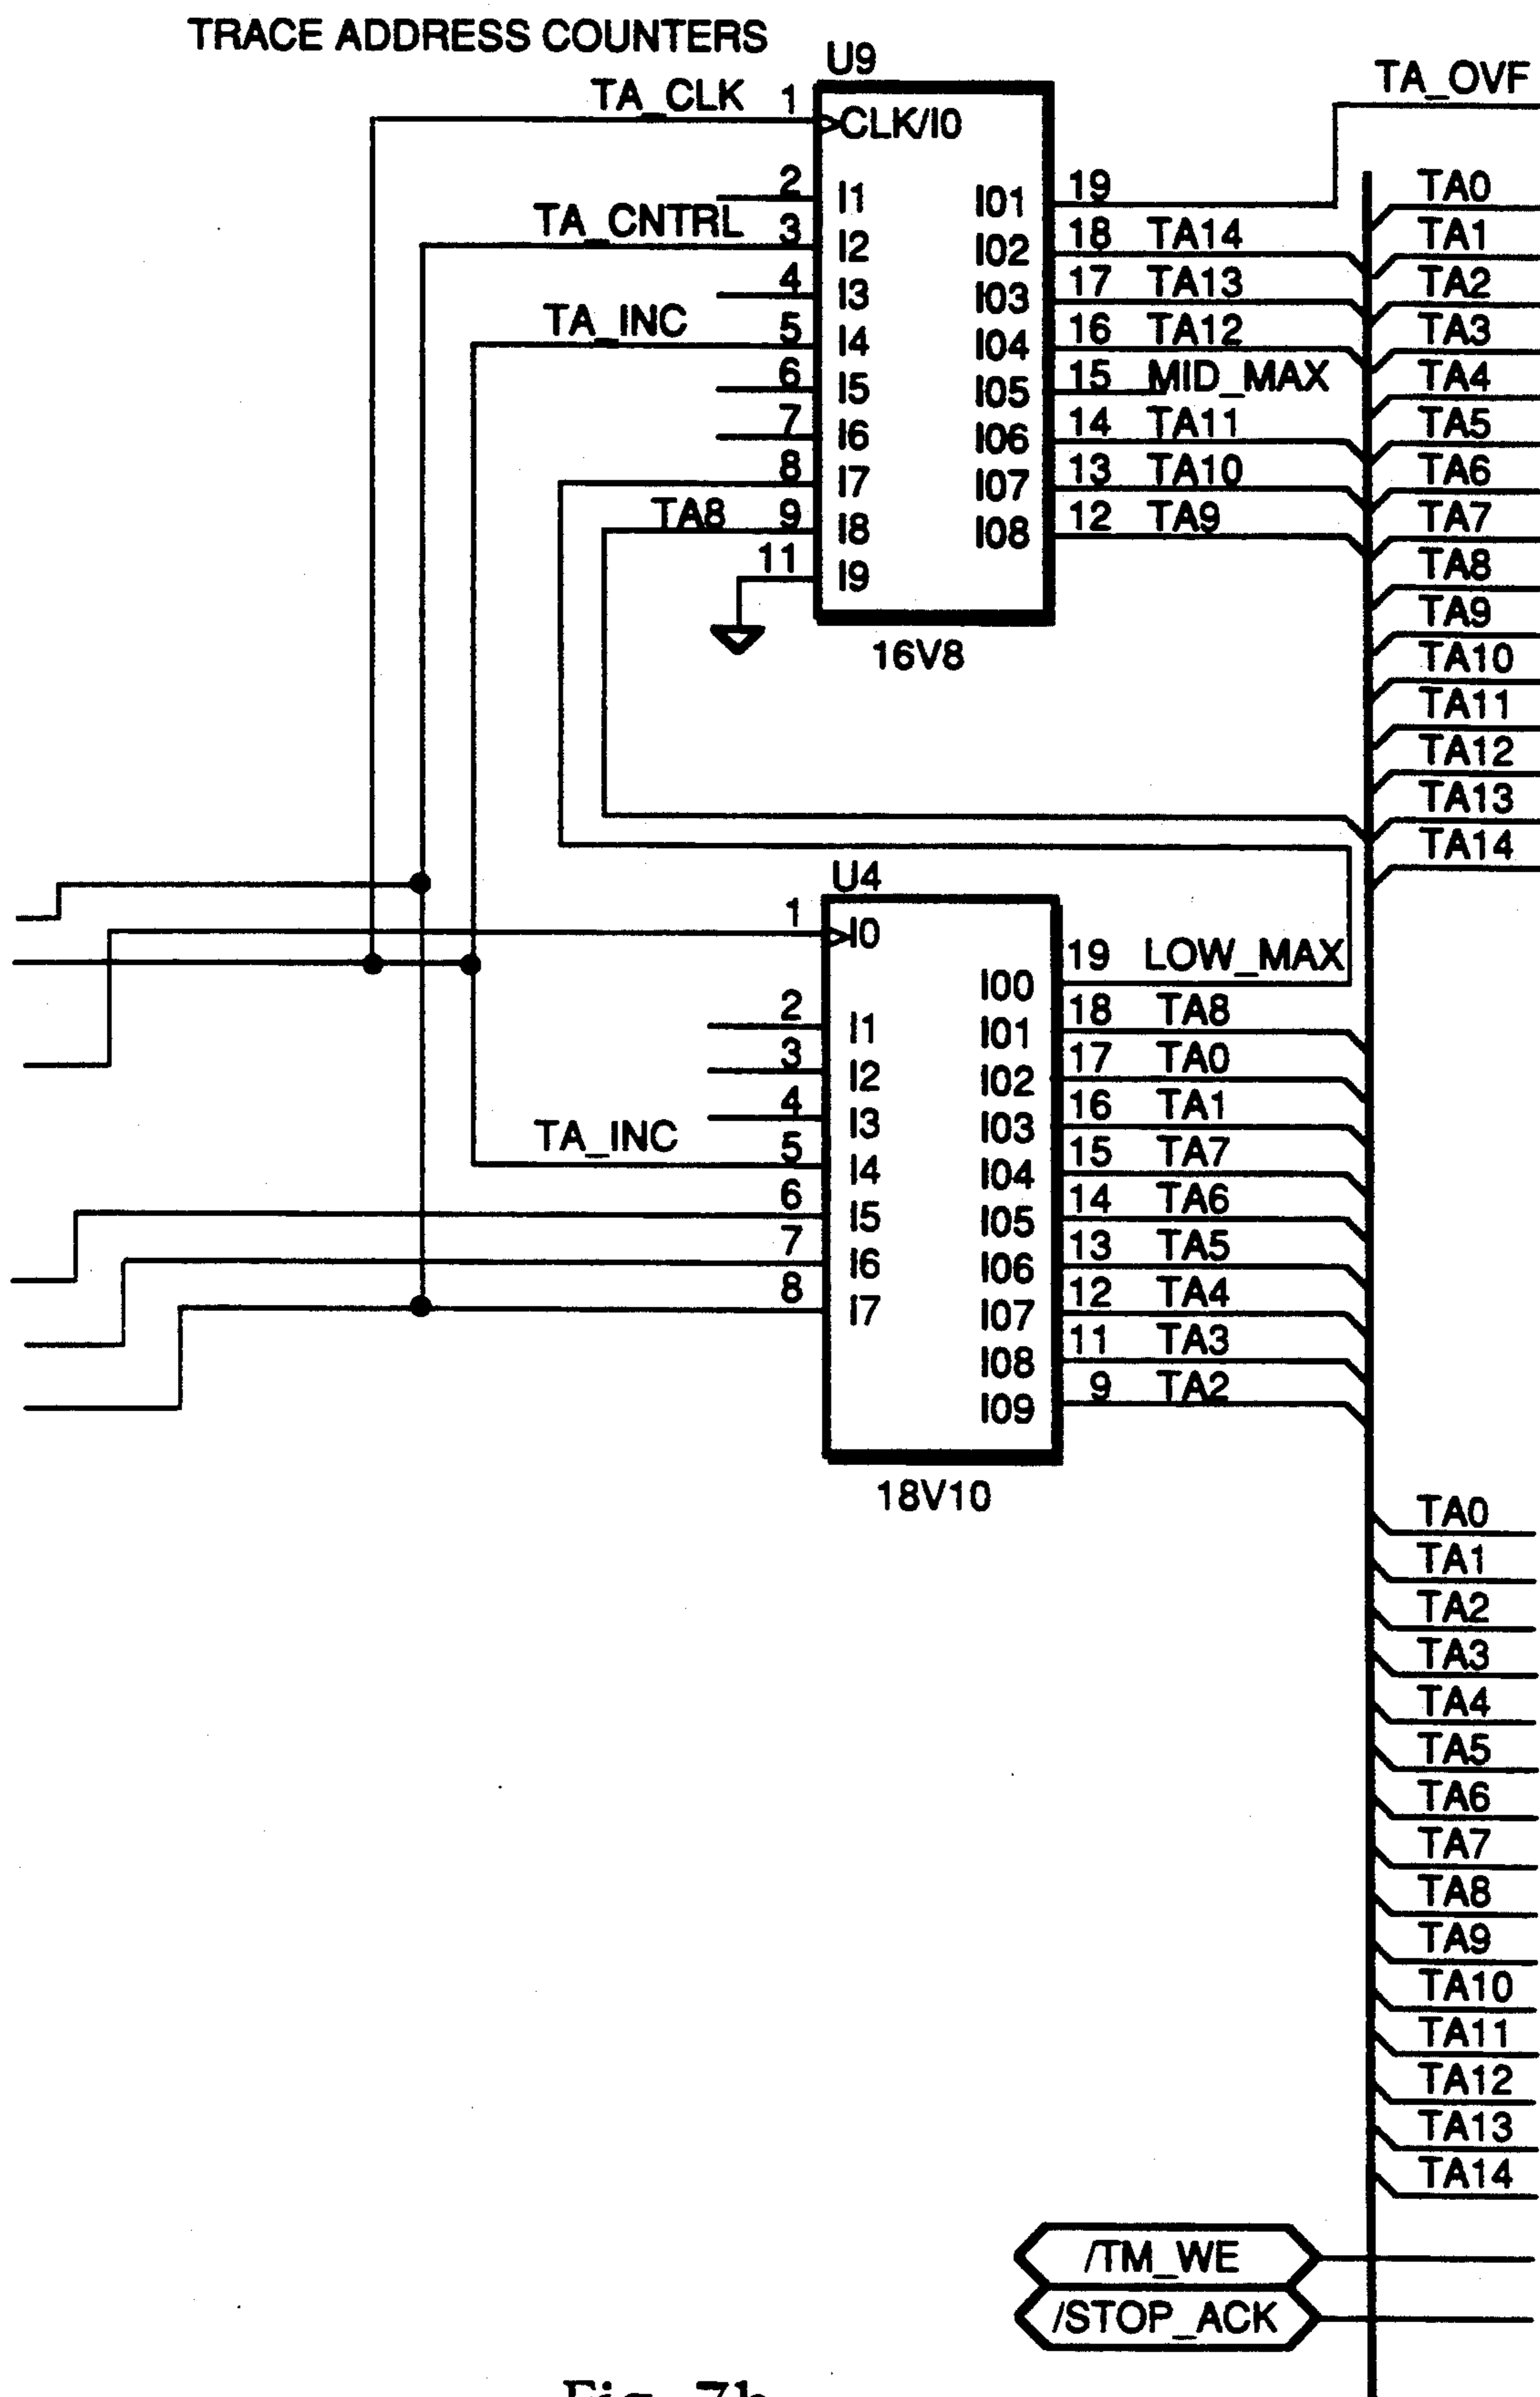 TRACE ADDRESS COUNTERS
U9
TA_OVF
TA_CLK 1 CLK/I0
2 I1 I01 19 TA0
TA_CNTRL 3 I2 I02 18 TA14 TA1
4 I3 I03 17 TA13 TA2
TA_INC 5 I4 I04 16 TA12 TA3
6 I5 I05 15 MID_MAX TA4
7 I6 I06 14 TA11 TA5
8 I7 I07 13 TA10 TA6
TA8 9 I8 I08 12 TA9 TA7
11 I9 TA8
TA9
16V8 TA10
TA11
TA12
TA13
TA14
U4
1 I0
I00 19 LOW_MAX
2 I1 I01 18 TA8
3 I2 I02 17 TA0
4 I3 I03 16 TA1
TA_INC 5 I4 I04 15 TA7
6 I5 I05 14 TA6
7 I6 I06 13 TA5
8 I7 I07 12 TA4
I08 11 TA3
I09 9 TA2
18V10
TA0
TA1
TA2
TA3
TA4
TA5
TA6
TA7
TA8
TA9
TA10
TA11
TA12
TA13
TA14
/TM_WE
/STOP_ACK